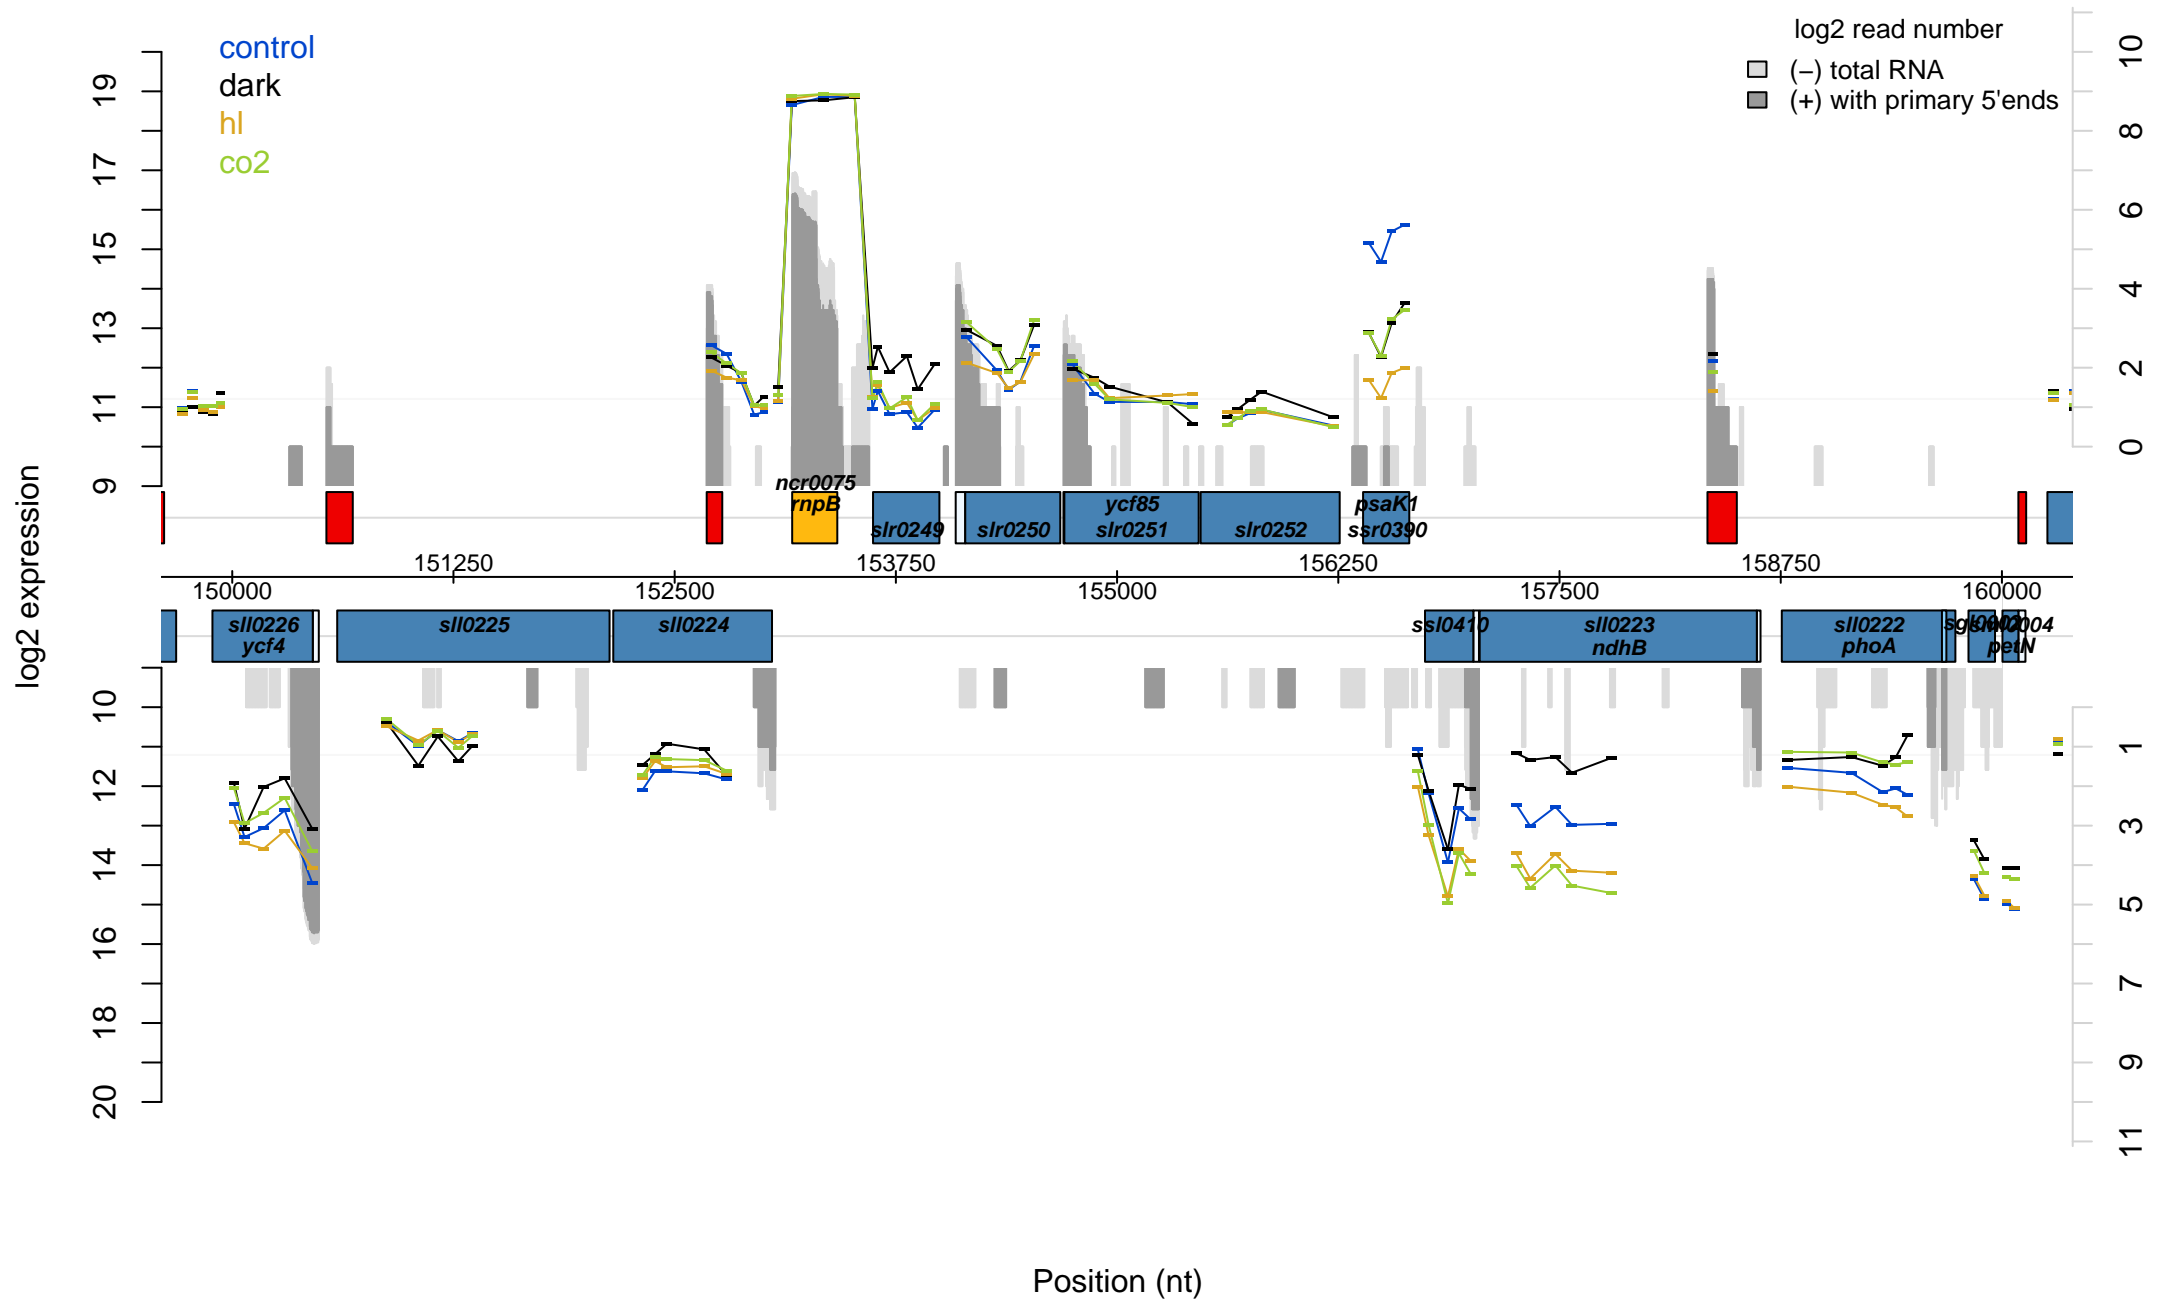 control
dark
hl
co2
log2 read number
(−) total RNA
(+) with primary 5'ends
19
17
15
13
11
9
10
8
6
4
2
0
log2 expression
ncr0075
rnpB
slr0249
slr0250
ycf85
slr0251
slr0252
psaK1
ssr0390
151250
153750
156250
158750
150000
152500
155000
157500
160000
sll0226
ycf4
sll0225
sll0224
ssl0410
sll0223
ndhB
sll0222
phoA
petN
10
12
14
16
18
20
1
3
5
7
9
11
Position (nt)